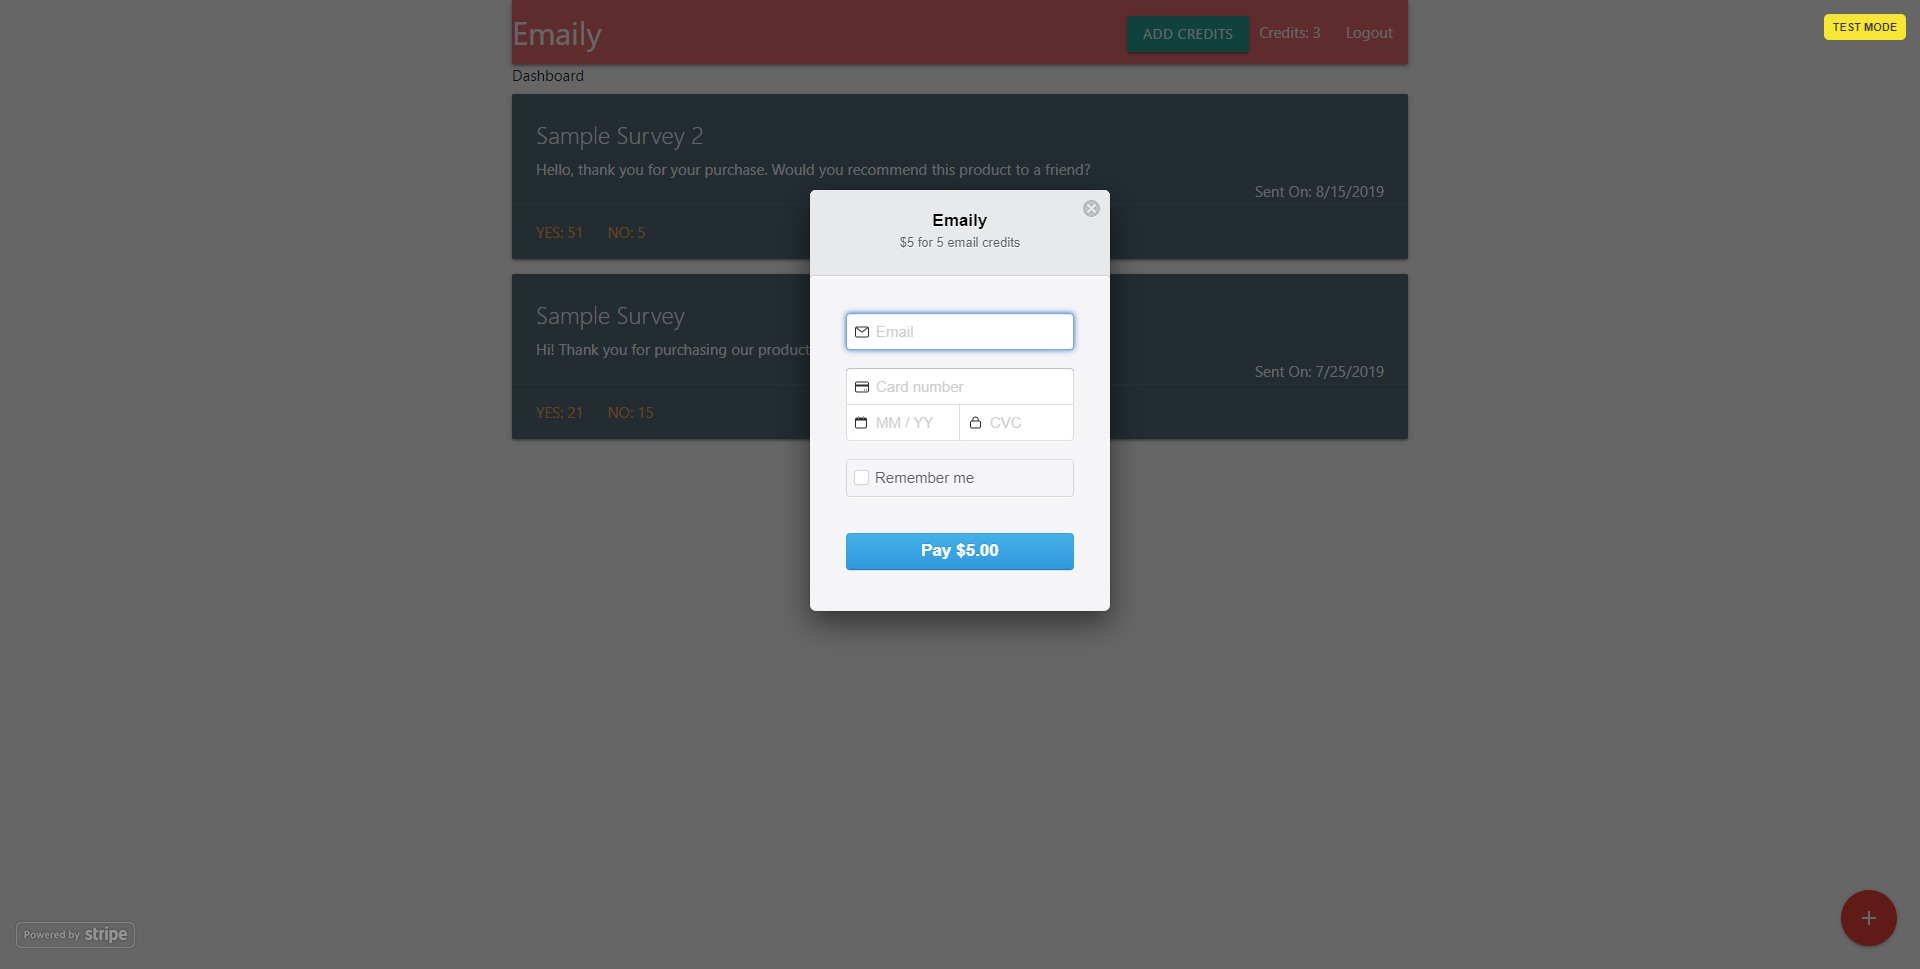 Emaily
ADD CREDITS Credits: 3 Logout
TEST MODE
Dashboard
Sample Survey 2
Hello, thank you for your purchase. Would you recommend this product to a friend?
Sent On: 8/15/2019
YES: 51 NO: 5
Sample Survey
Hi! Thank you for purchasing our product
Sent On: 7/25/2019
YES: 21 NO: 15
Emaily
$5 for 5 email credits
Email
Card number
MM / YY CVC
Remember me
Pay $5.00
Powered by stripe